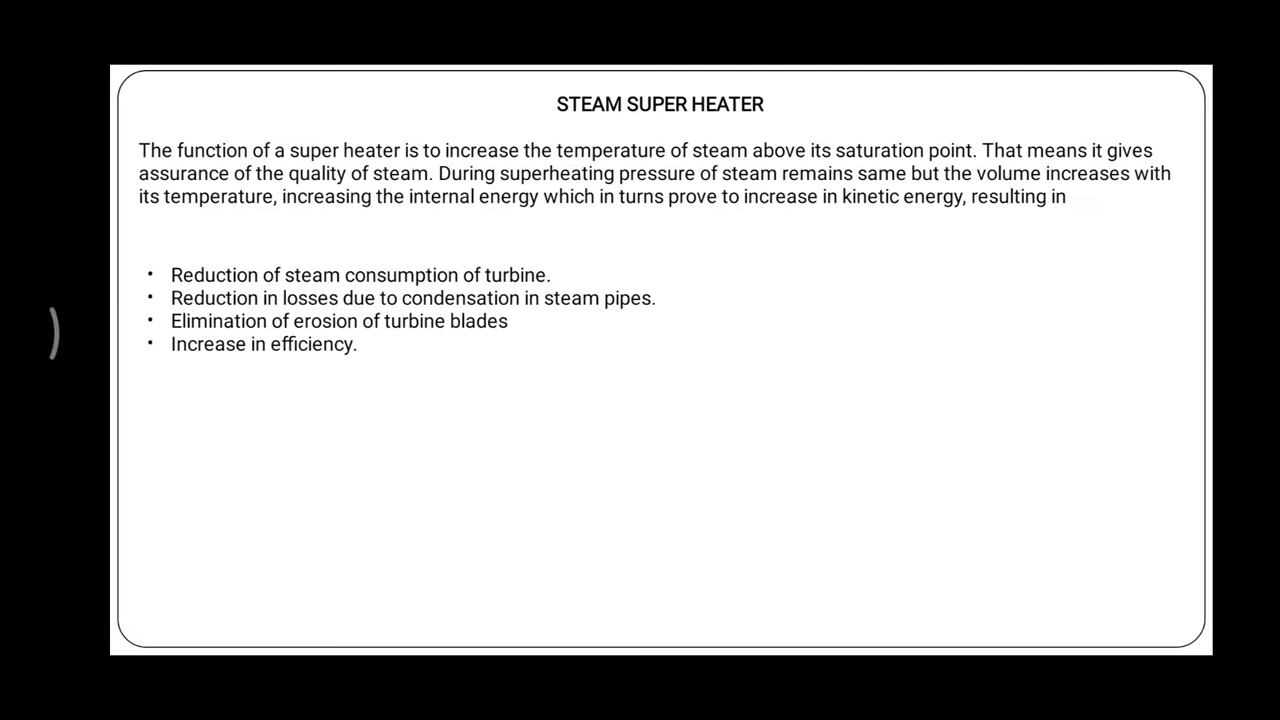 STEAM SUPER HEATER
The function of a super heater is to increase the temperature of steam above its saturation point. That means it gives
assurance of the quality of steam. During superheating pressure of steam remains same but the volume increases with
its temperature, increasing the internal energy which in turns prove to increase in kinetic energy, resulting in
• Reduction of steam consumption of turbine.
• Reduction in losses due to condensation in steam pipes.
• Elimination of erosion of turbine blades
• Increase in efficiency.